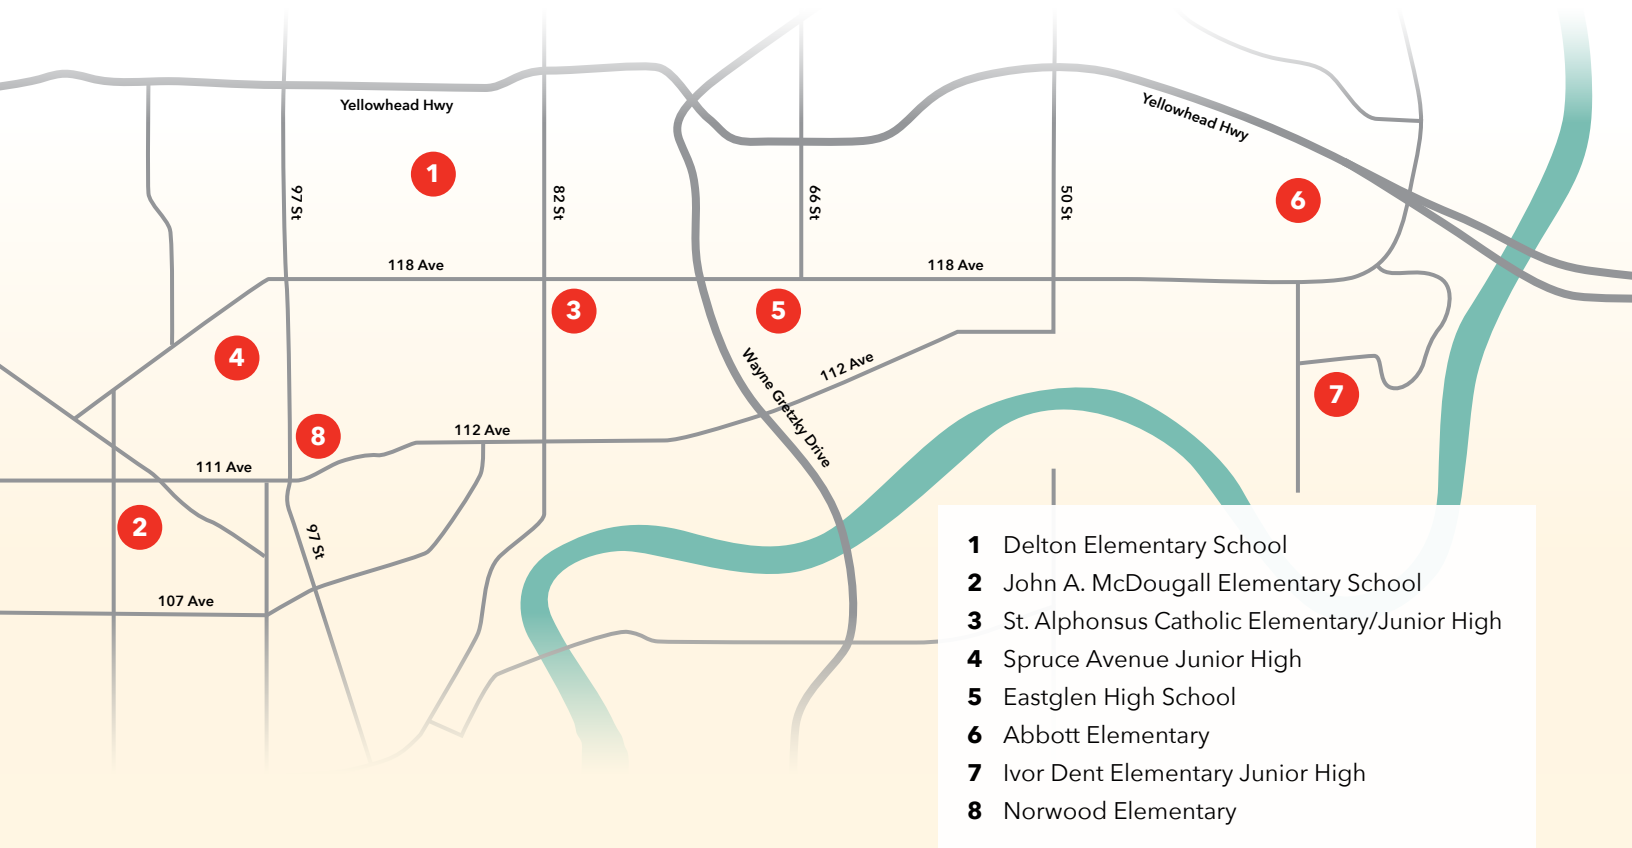 Yellowhead Hwy
Yellowhead Hwy
1
6
97 St
82 St
66 St
50 St
118 Ave
118 Ave
3
5
4
Wayne Gretzky Drive
112 Ave
7
8
112 Ave
111 Ave
2
97 St
107 Ave
1 Delton Elementary School
2 John A. McDougall Elementary School
3 St. Alphonsus Catholic Elementary/Junior High
4 Spruce Avenue Junior High
5 Eastglen High School
6 Abbott Elementary
7 Ivor Dent Elementary Junior High
8 Norwood Elementary